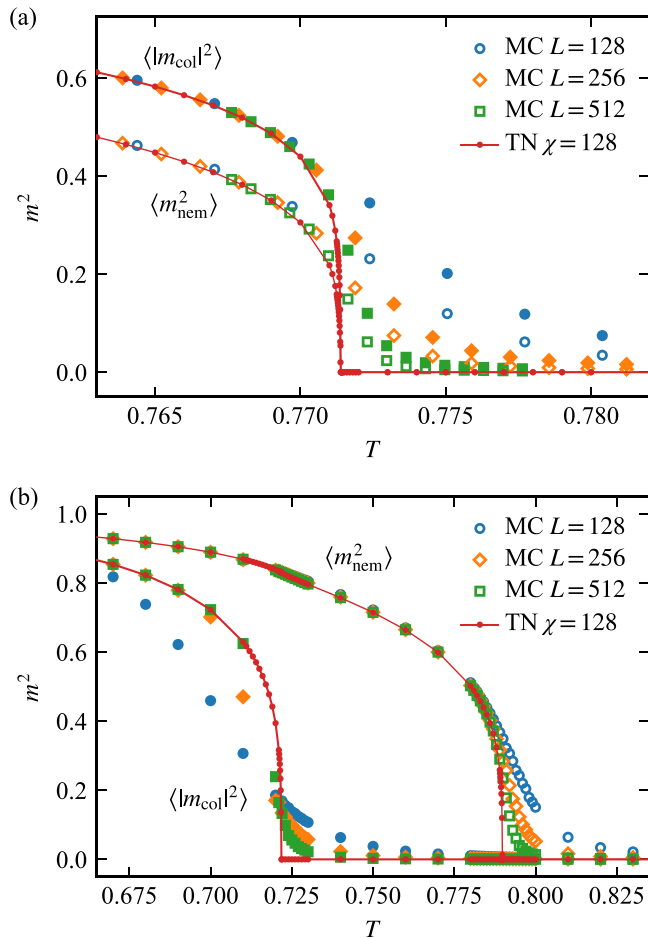 (a)
⟨|m_col|²⟩
⟨m²_nem⟩
MC L = 128
MC L = 256
MC L = 512
TN χ = 128
m²
0.6
0.4
0.2
0.0
0.765 0.770 0.775 0.780
T
(b)
⟨m²_nem⟩
⟨|m_col|²⟩
MC L = 128
MC L = 256
MC L = 512
TN χ = 128
m²
1.0
0.8
0.6
0.4
0.2
0.0
0.675 0.700 0.725 0.750 0.775 0.800 0.825
T